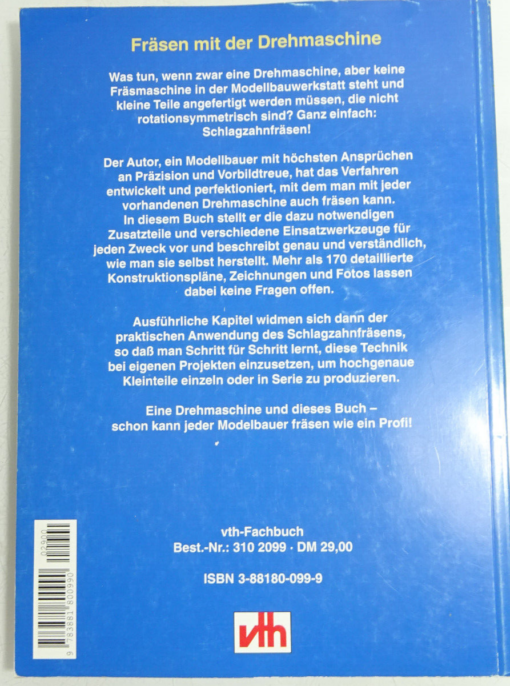 Fräsen mit der Drehmaschine
Was tun, wenn zwar eine Drehmaschine, aber keine
Fräsmaschine in der Modellbauwerkstatt steht und
kleine Teile angefertigt werden müssen, die nicht
rotationsymmetrisch sind? Ganz einfach:
Schlagzahnfräsen!
Der Autor, ein Modellbauer mit höchsten Ansprüchen
an Präzision und Vorbildtreue, hat das Verfahren
entwickelt und perfektioniert, mit dem man mit jeder
vorhandenen Drehmaschine auch fräsen kann.
In diesem Buch stellt er die dazu notwendigen
Zusatzteile und verschiedene Einsatzwerkzeuge für
jeden Zweck vor und beschreibt genau und verständlich,
wie man sie selbst herstellt. Mehr als 170 detaillierte
Konstruktionspläne, Zeichnungen und Fotos lassen
dabei keine Fragen offen.
Ausführliche Kapitel widmen sich dann der
praktischen Anwendung des Schlagzahnfräsens,
so daß man Schritt für Schritt lernt, diese Technik
bei eigenen Projekten einzusetzen, um hochgenaue
Kleinteile einzeln oder in Serie zu produzieren.
Eine Drehmaschine und dieses Buch –
schon kann jeder Modelbauer fräsen wie ein Profi!
vth-Fachbuch
Best.-Nr.: 310 2099 · DM 29,00
ISBN 3-88180-099-9
vth
02900
9 783881 800990